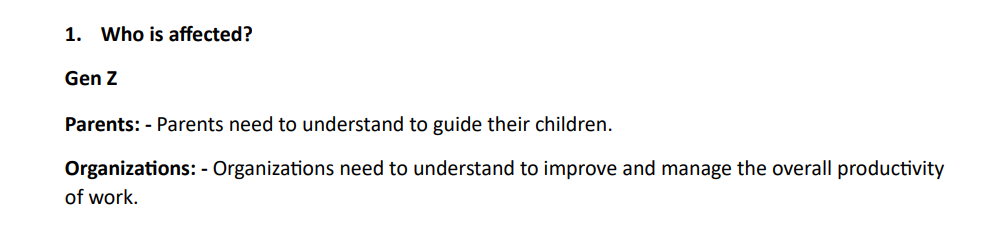 1. Who is affected?
Gen Z
Parents: - Parents need to understand to guide their children.
Organizations: - Organizations need to understand to improve and manage the overall productivity
of work.